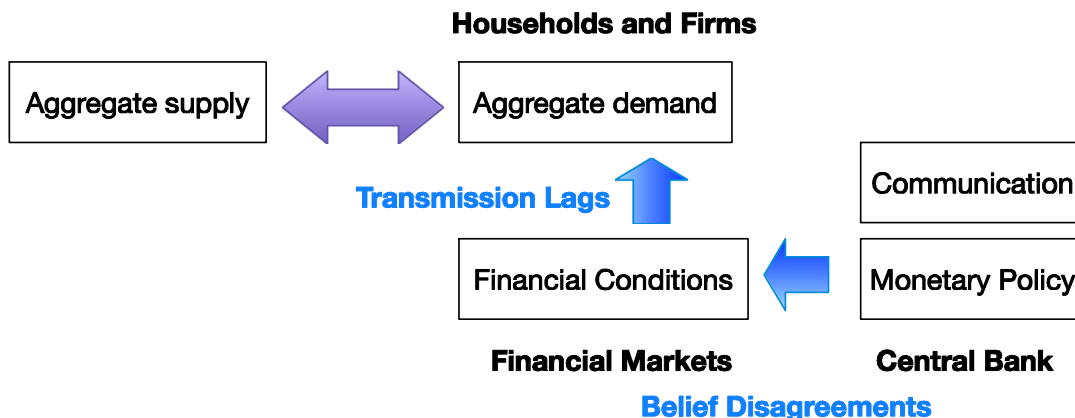 Households and Firms
Aggregate supply
Aggregate demand
Communication
Transmission Lags
Financial Conditions
Monetary Policy
Financial Markets
Central Bank
Belief Disagreements